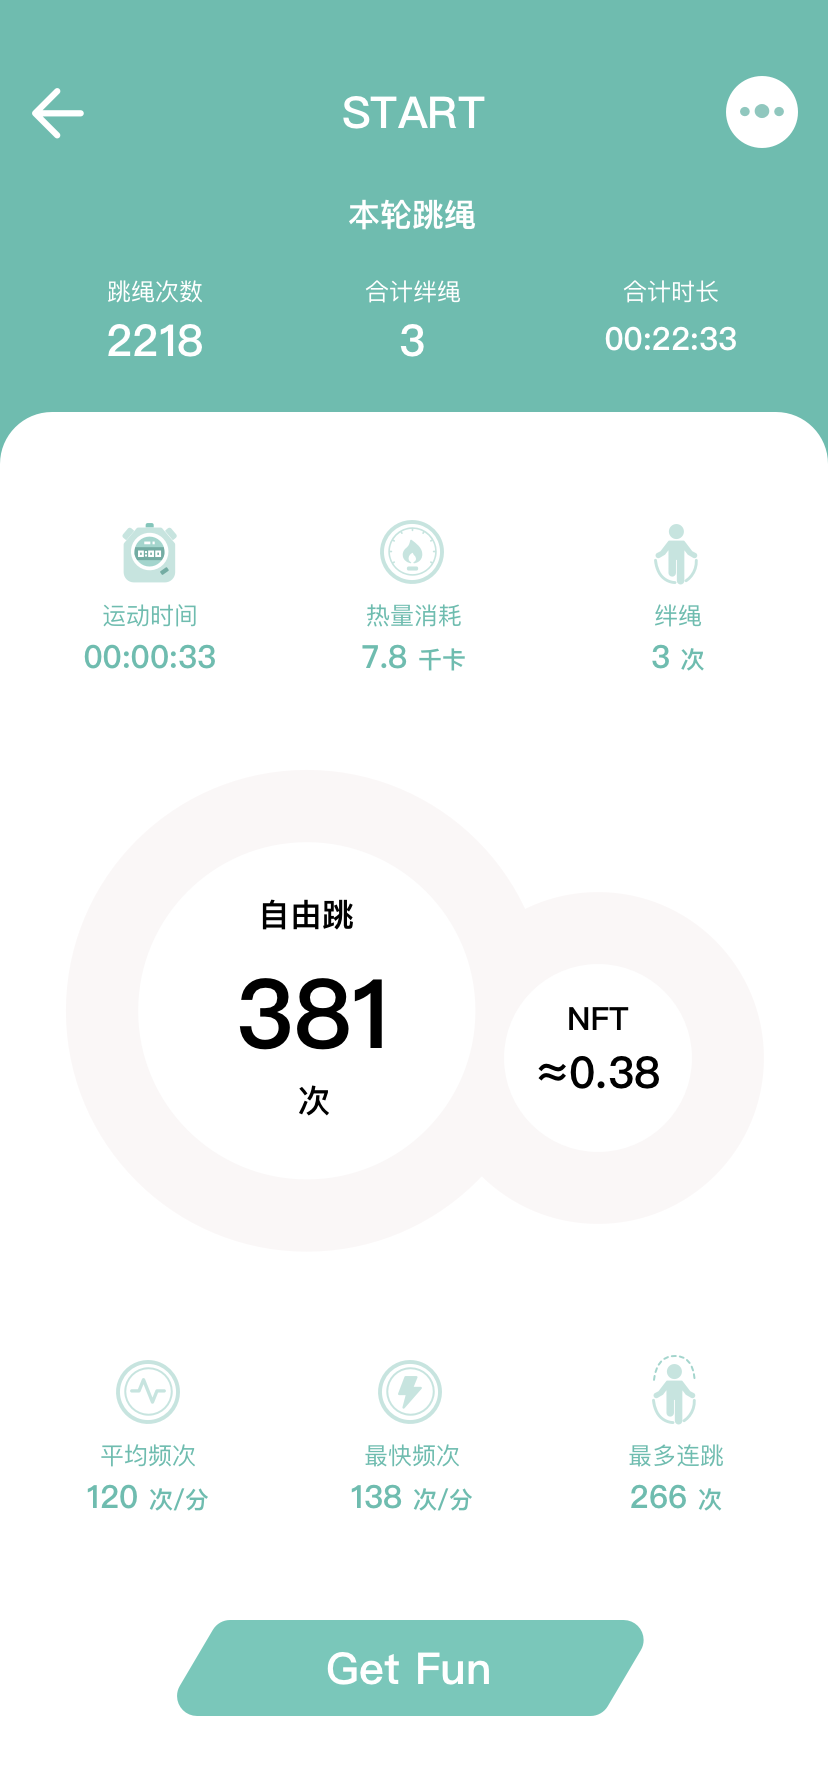 START
本轮跳绳
跳绳次数 合计绊绳 合计时长
2218 3 00:22:33
0:00
运动时间 热量消耗 绊绳
00:00:33 7.8 千卡 3 次
自由跳
381
次
NFT
≈0.38
平均频次 最快频次 最多连跳
120 次/分 138 次/分 266 次
Get Fun